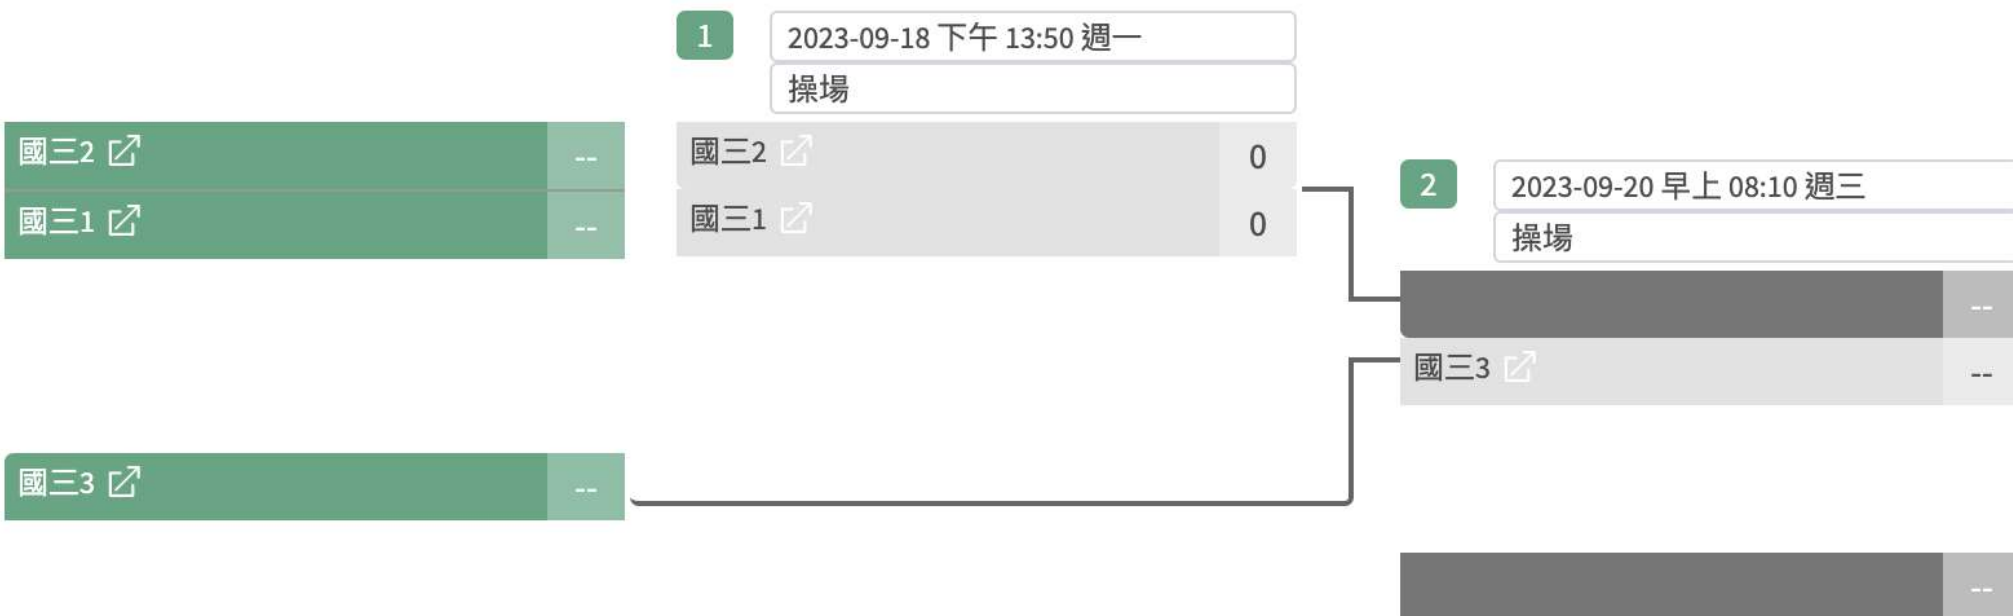 1
2023-09-18 下午 13:50 週一
操場
國三2 --
國三1 --
國三2 0
國三1 0
2
2023-09-20 早上 08:10 週三
操場
--
國三3 --
國三3 --
--